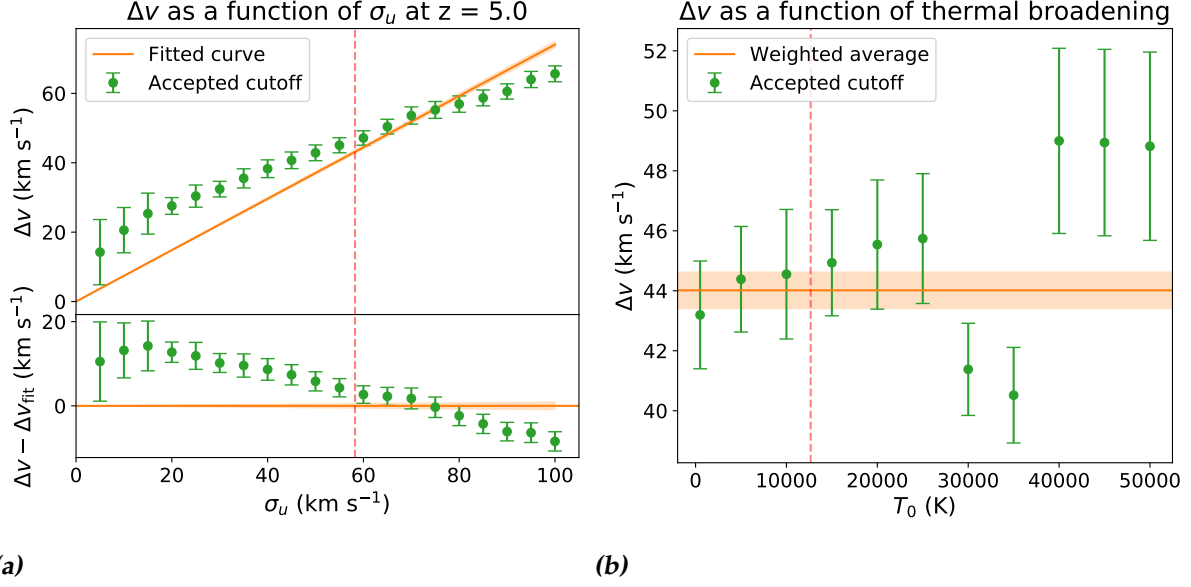 Δv as a function of σ_u at z = 5.0
Fitted curve
Accepted cutoff
Δv (km s⁻¹)
60
40
20
0
Δv − Δv_fit (km s⁻¹)
20
0
0 20 40 60 80 100
σ_u (km s⁻¹)
(a)
Δv as a function of thermal broadening
Weighted average
Accepted cutoff
Δv (km s⁻¹)
52
50
48
46
44
42
40
0 10000 20000 30000 40000 50000
T₀ (K)
(b)